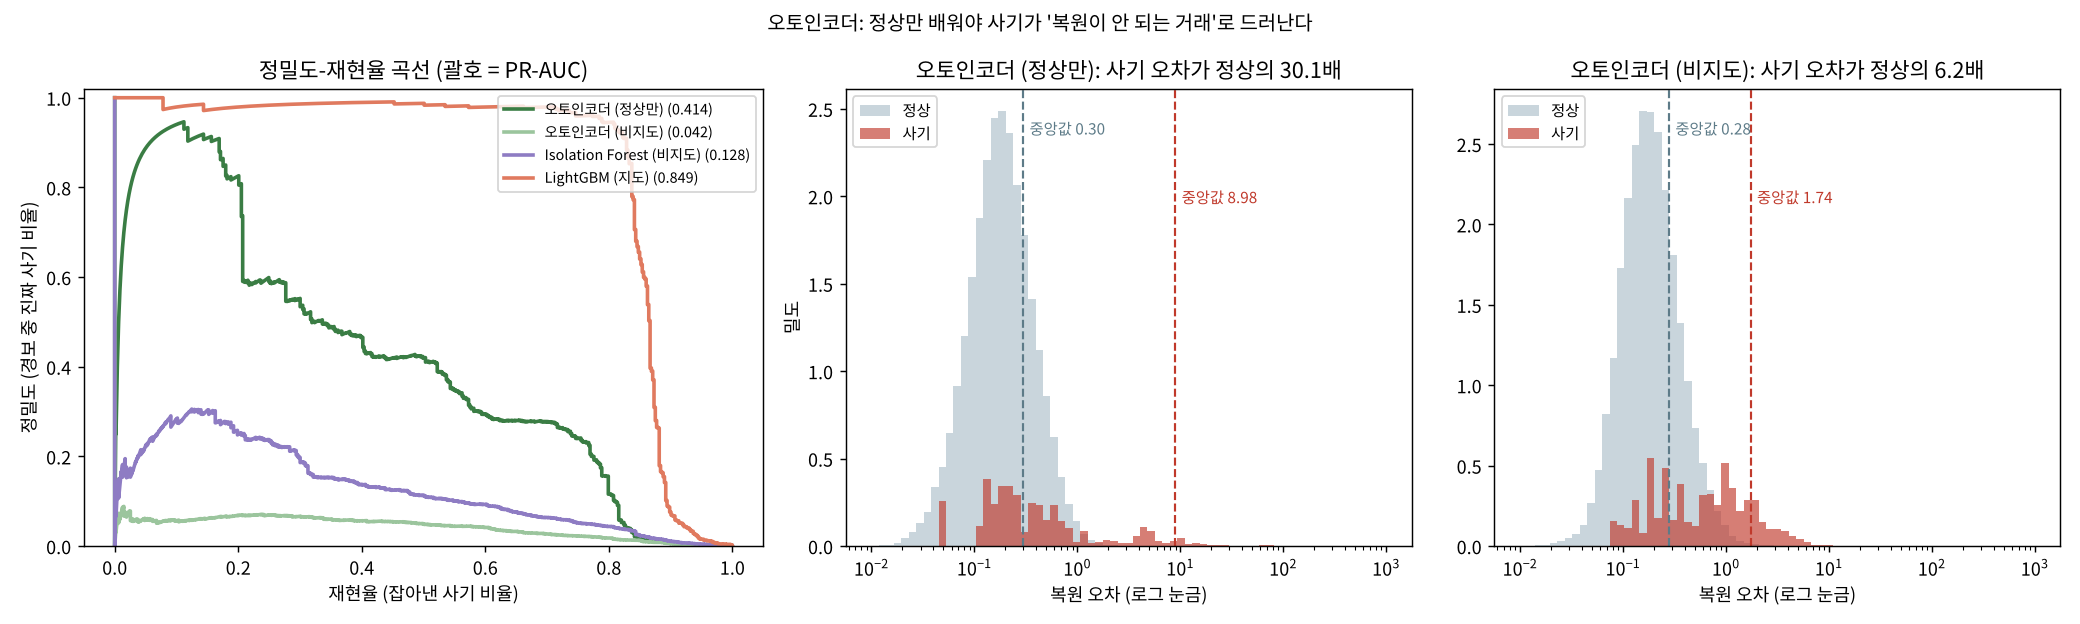 오토인코더: 정상만 배워야 사기가 '복원이 안 되는 거래'로 드러난다
정밀도-재현율 곡선 (괄호 = PR-AUC)
정밀도 (경보 중 진짜 사기 비율)
1.0
0.8
0.6
0.4
0.2
0.0
오토인코더 (정상만) (0.414)
오토인코더 (비지도) (0.042)
Isolation Forest (비지도) (0.128)
LightGBM (지도) (0.849)
0.0 0.2 0.4 0.6 0.8 1.0
재현율 (잡아낸 사기 비율)
오토인코더 (정상만): 사기 오차가 정상의 30.1배
밀도
2.5
2.0
1.5
1.0
0.5
0.0
정상
사기
중앙값 0.30
중앙값 8.98
10⁻² 10⁻¹ 10⁰ 10¹ 10² 10³
복원 오차 (로그 눈금)
오토인코더 (비지도): 사기 오차가 정상의 6.2배
2.5
2.0
1.5
1.0
0.5
0.0
정상
사기
중앙값 0.28
중앙값 1.74
10⁻² 10⁻¹ 10⁰ 10¹ 10² 10³
복원 오차 (로그 눈금)